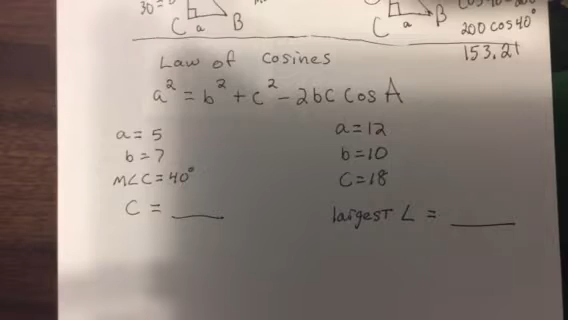 30°
C a B
C a B
200 cos 40°
153.21
Law of Cosines
a² = b² + c² - 2bc cos A
a = 5
b = 7
m∠C = 40°
C = ____
a = 12
b = 10
C = 18
largest ∠ = ____